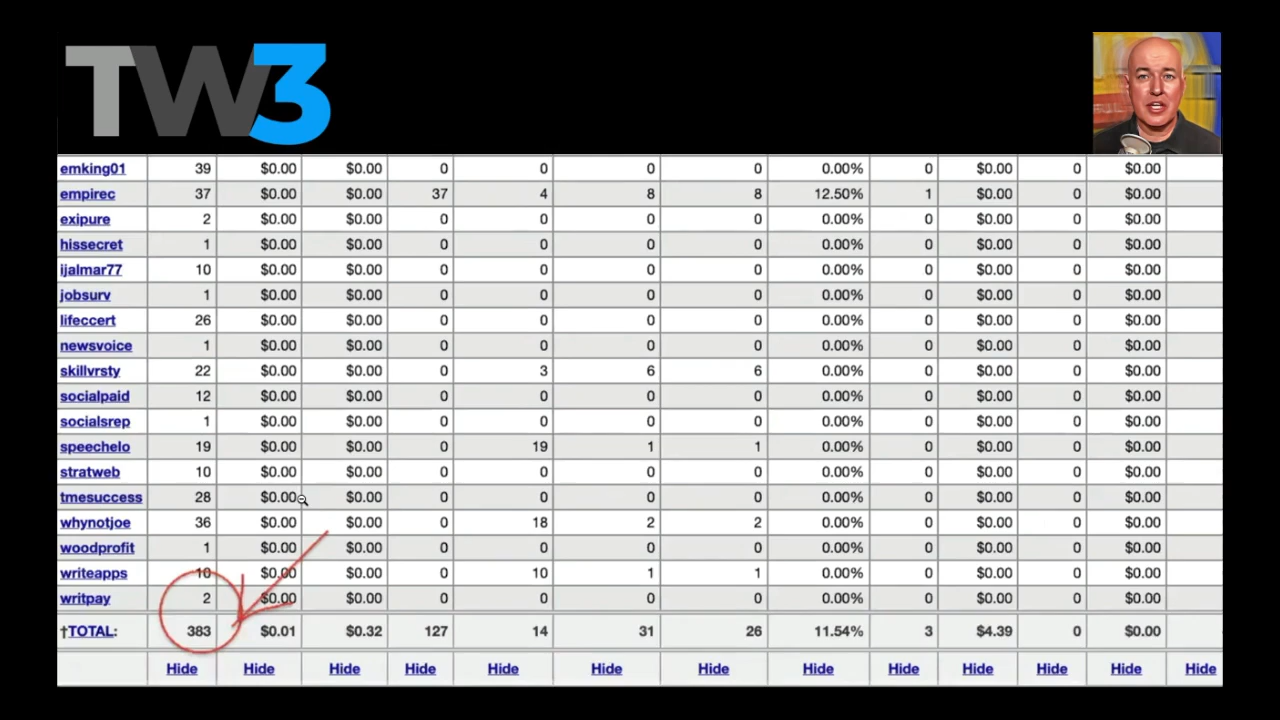 TW3
emking01 39 $0.00 $0.00 0 0 0 0 0.00% 0 $0.00 0 $0.00
empirec 37 $0.00 $0.00 37 4 8 8 12.50% 1 $0.00 0 $0.00
exipure 2 $0.00 $0.00 0 0 0 0 0.00% 0 $0.00 0 $0.00
hissecret 1 $0.00 $0.00 0 0 0 0 0.00% 0 $0.00 0 $0.00
ijalmar77 10 $0.00 $0.00 0 0 0 0 0.00% 0 $0.00 0 $0.00
jobsurv 1 $0.00 $0.00 0 0 0 0 0.00% 0 $0.00 0 $0.00
lifeccert 26 $0.00 $0.00 0 0 0 0 0.00% 0 $0.00 0 $0.00
newsvoice 1 $0.00 $0.00 0 0 0 0 0.00% 0 $0.00 0 $0.00
skillvrsty 22 $0.00 $0.00 0 3 6 6 0.00% 0 $0.00 0 $0.00
socialpaid 12 $0.00 $0.00 0 0 0 0 0.00% 0 $0.00 0 $0.00
socialsrep 1 $0.00 $0.00 0 0 0 0 0.00% 0 $0.00 0 $0.00
speechelo 19 $0.00 $0.00 0 19 1 1 0.00% 0 $0.00 0 $0.00
stratweb 10 $0.00 $0.00 0 0 0 0 0.00% 0 $0.00 0 $0.00
tmesuccess 28 $0.00 $0.00 0 0 0 0 0.00% 0 $0.00 0 $0.00
whynotjoe 36 $0.00 $0.00 0 18 2 2 0.00% 0 $0.00 0 $0.00
woodprofit 1 $0.00 $0.00 0 0 0 0 0.00% 0 $0.00 0 $0.00
writeapps 10 $0.00 $0.00 0 10 1 1 0.00% 0 $0.00 0 $0.00
writpay 2 $0.00 $0.00 0 0 0 0 0.00% 0 $0.00 0 $0.00
†TOTAL: 383 $0.01 $0.32 127 14 31 26 11.54% 3 $4.39 0 $0.00
Hide Hide Hide Hide Hide Hide Hide Hide Hide Hide Hide Hide Hide